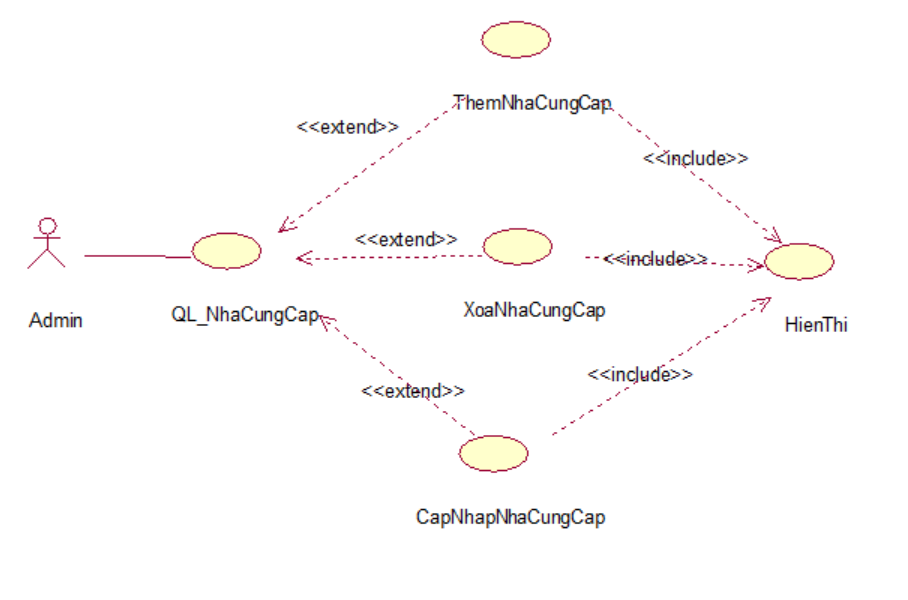 ThemNhaCungCap
<<extend>>
<<include>>
<<extend>>
<<include>>
Admin
QL_NhaCungCap
XoaNhaCungCap
HienThi
<<extend>>
<<include>>
CapNhapNhaCungCap